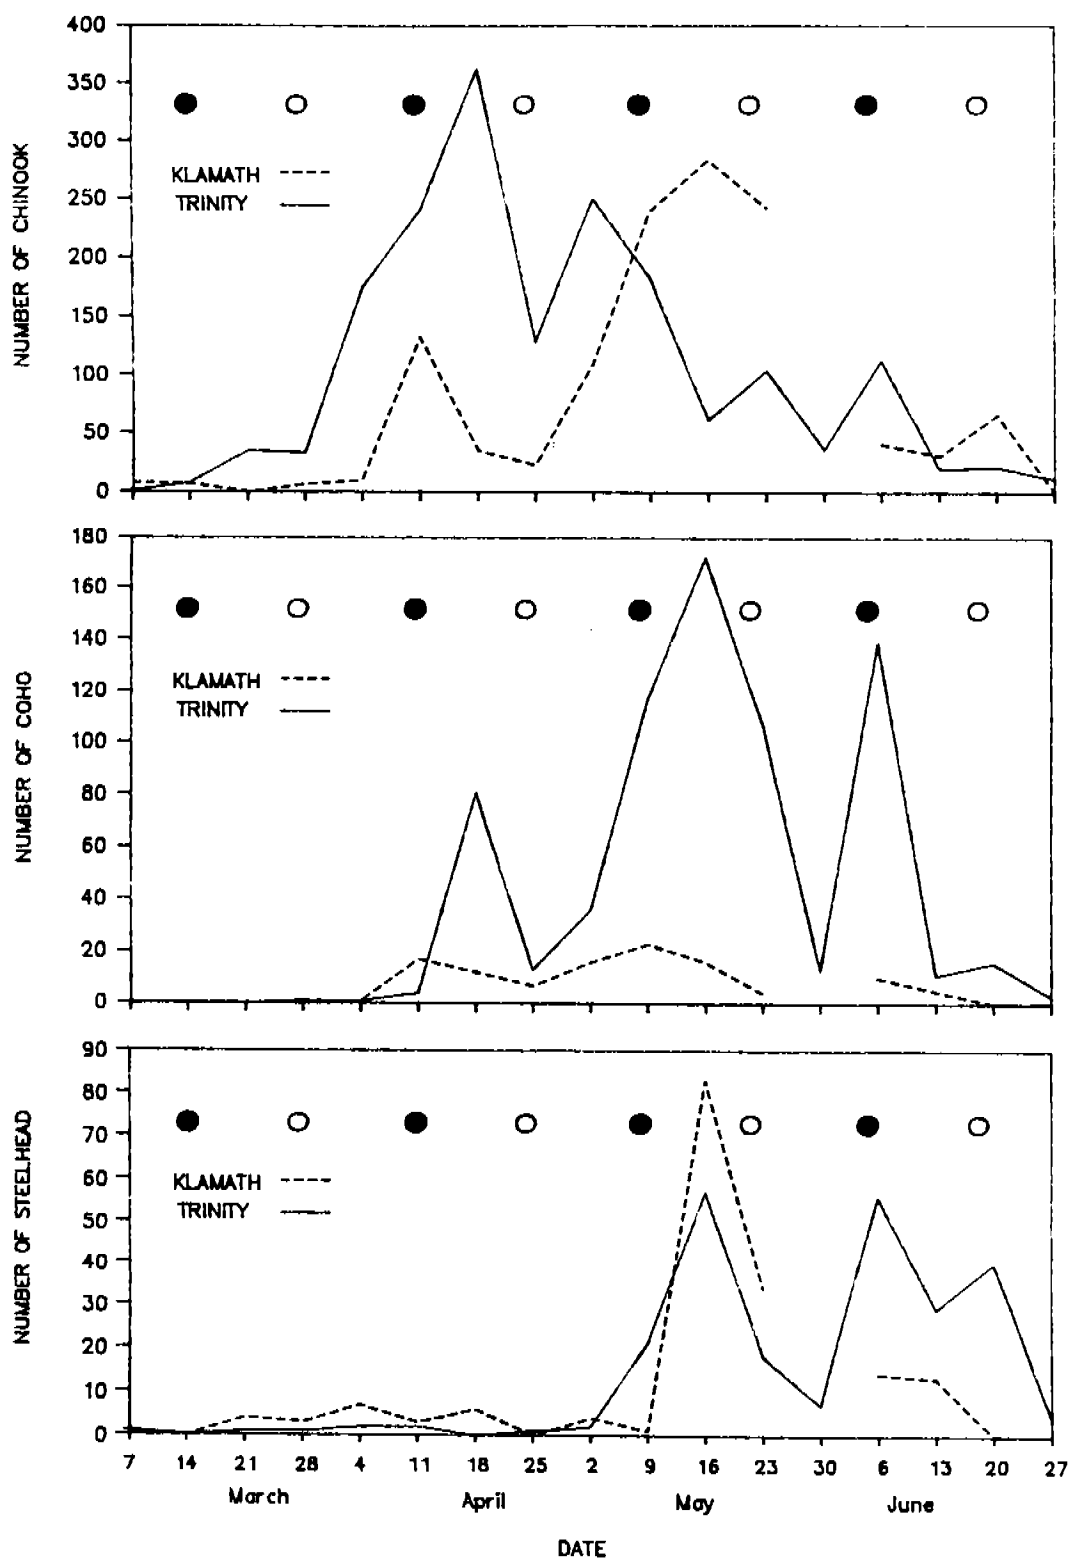 NUMBER OF CHINOOK
400
350
300
250
200
150
100
50
0
KLAMATH
TRINITY
NUMBER OF COHO
180
160
140
120
100
80
60
40
20
0
KLAMATH
TRINITY
NUMBER OF STEELHEAD
90
80
70
60
50
40
30
20
10
0
KLAMATH
TRINITY
7 14 21 28 4 11 18 25 2 9 16 23 30 6 13 20 27
March April May June
DATE